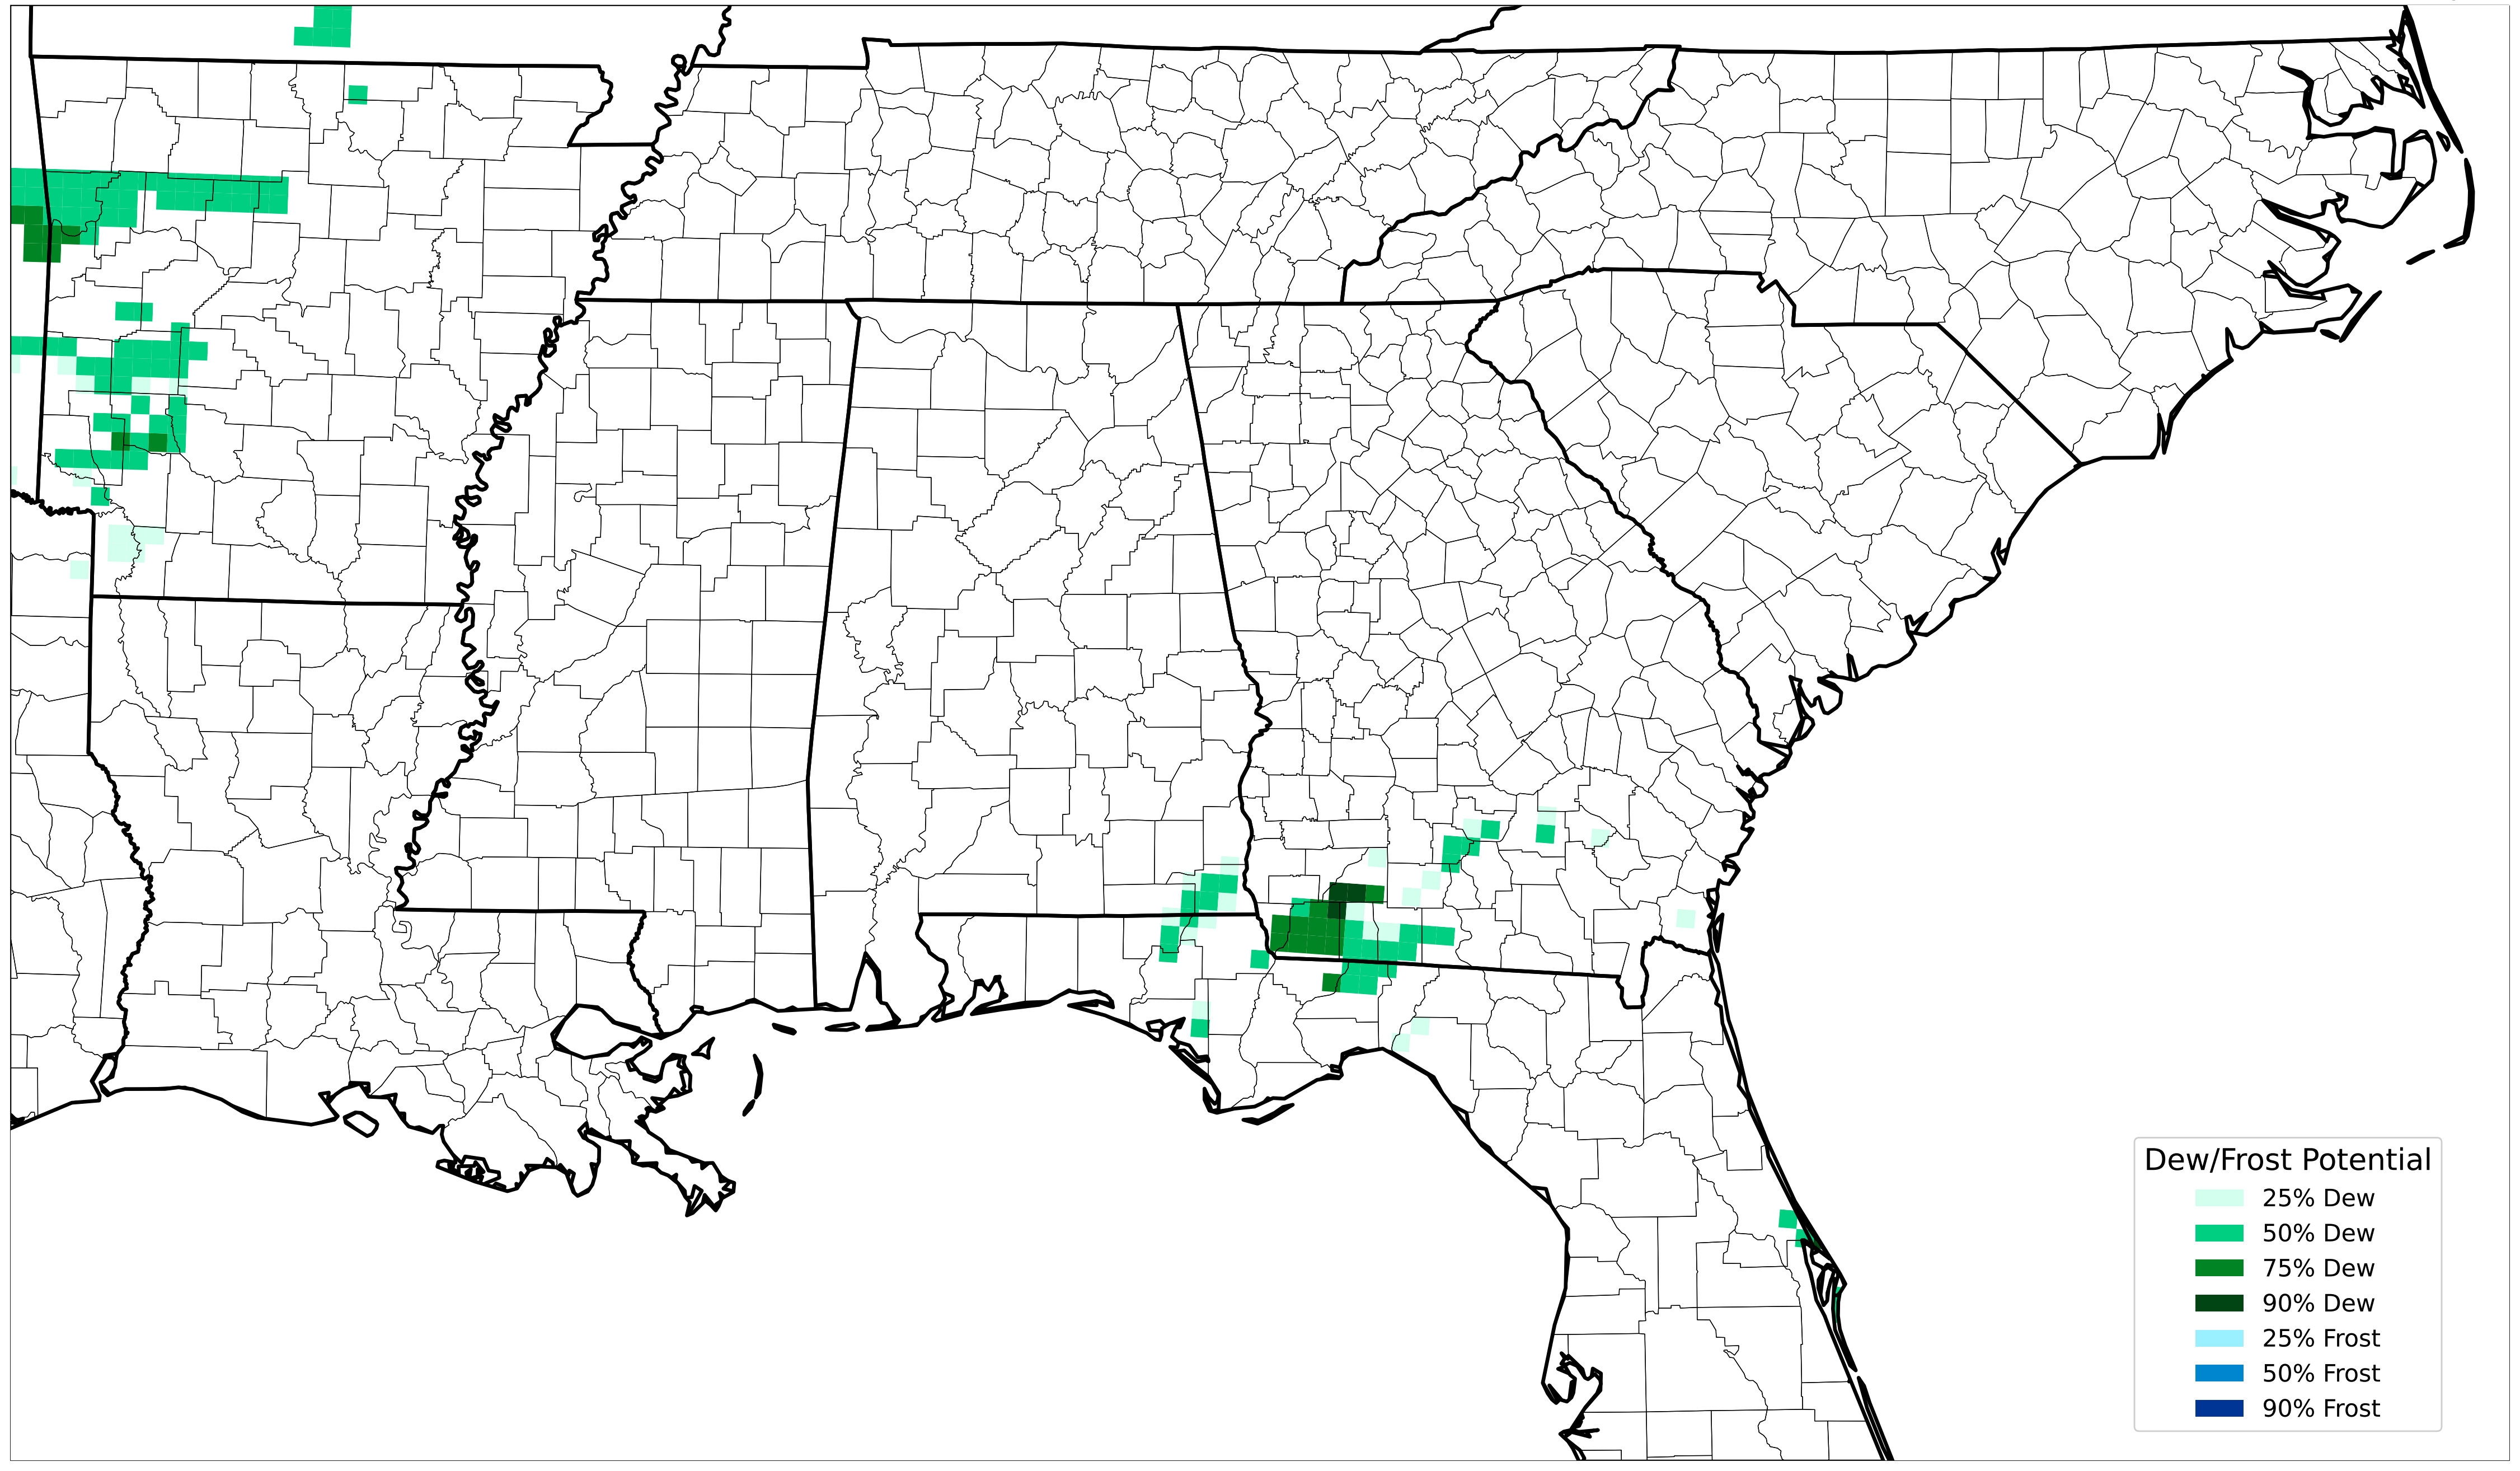 Dew/Frost Potential
25% Dew
50% Dew
75% Dew
90% Dew
25% Frost
50% Frost
90% Frost